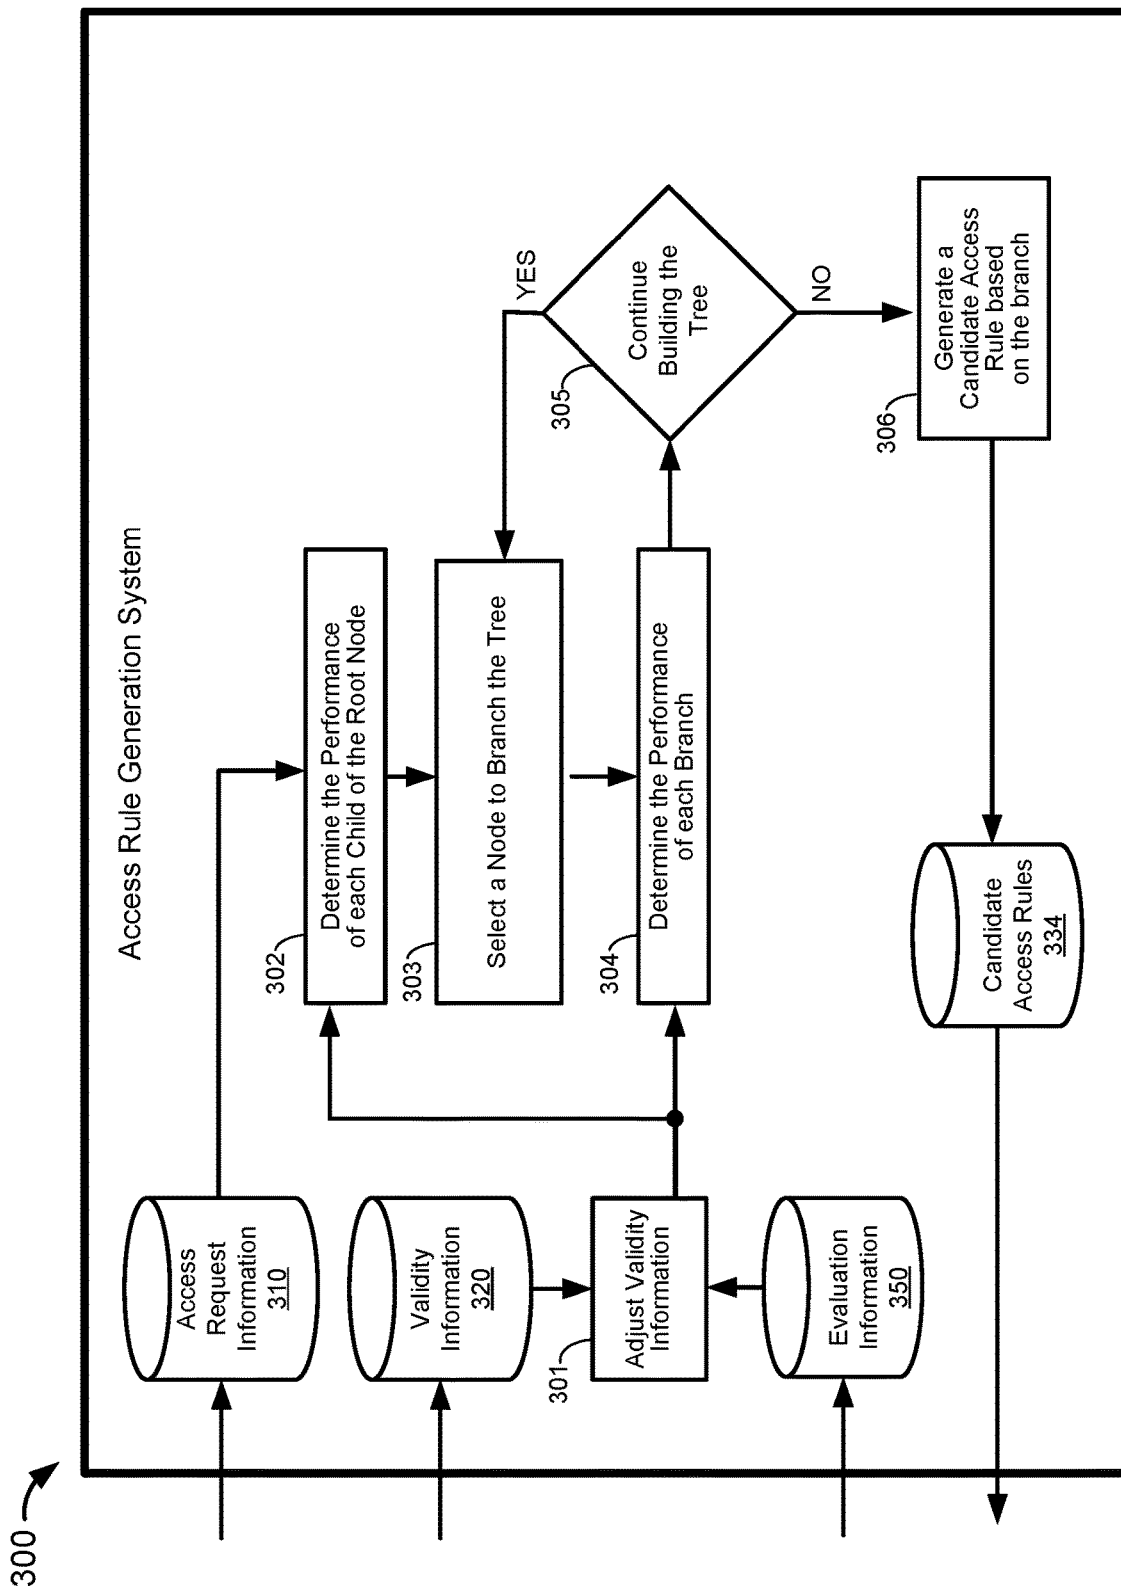 300
Access Rule Generation System
Access
Request
Information
310
Validity
Information
320
301
Adjust Validity
Information
Evaluation
Information
350
302
Determine the Performance
of each Child of the Root Node
303
Select a Node to Branch the Tree
304
Determine the Performance
of each Branch
305
Continue
Building the
Tree
YES
NO
306
Generate a
Candidate Access
Rule based
on the branch
Candidate
Access Rules
334